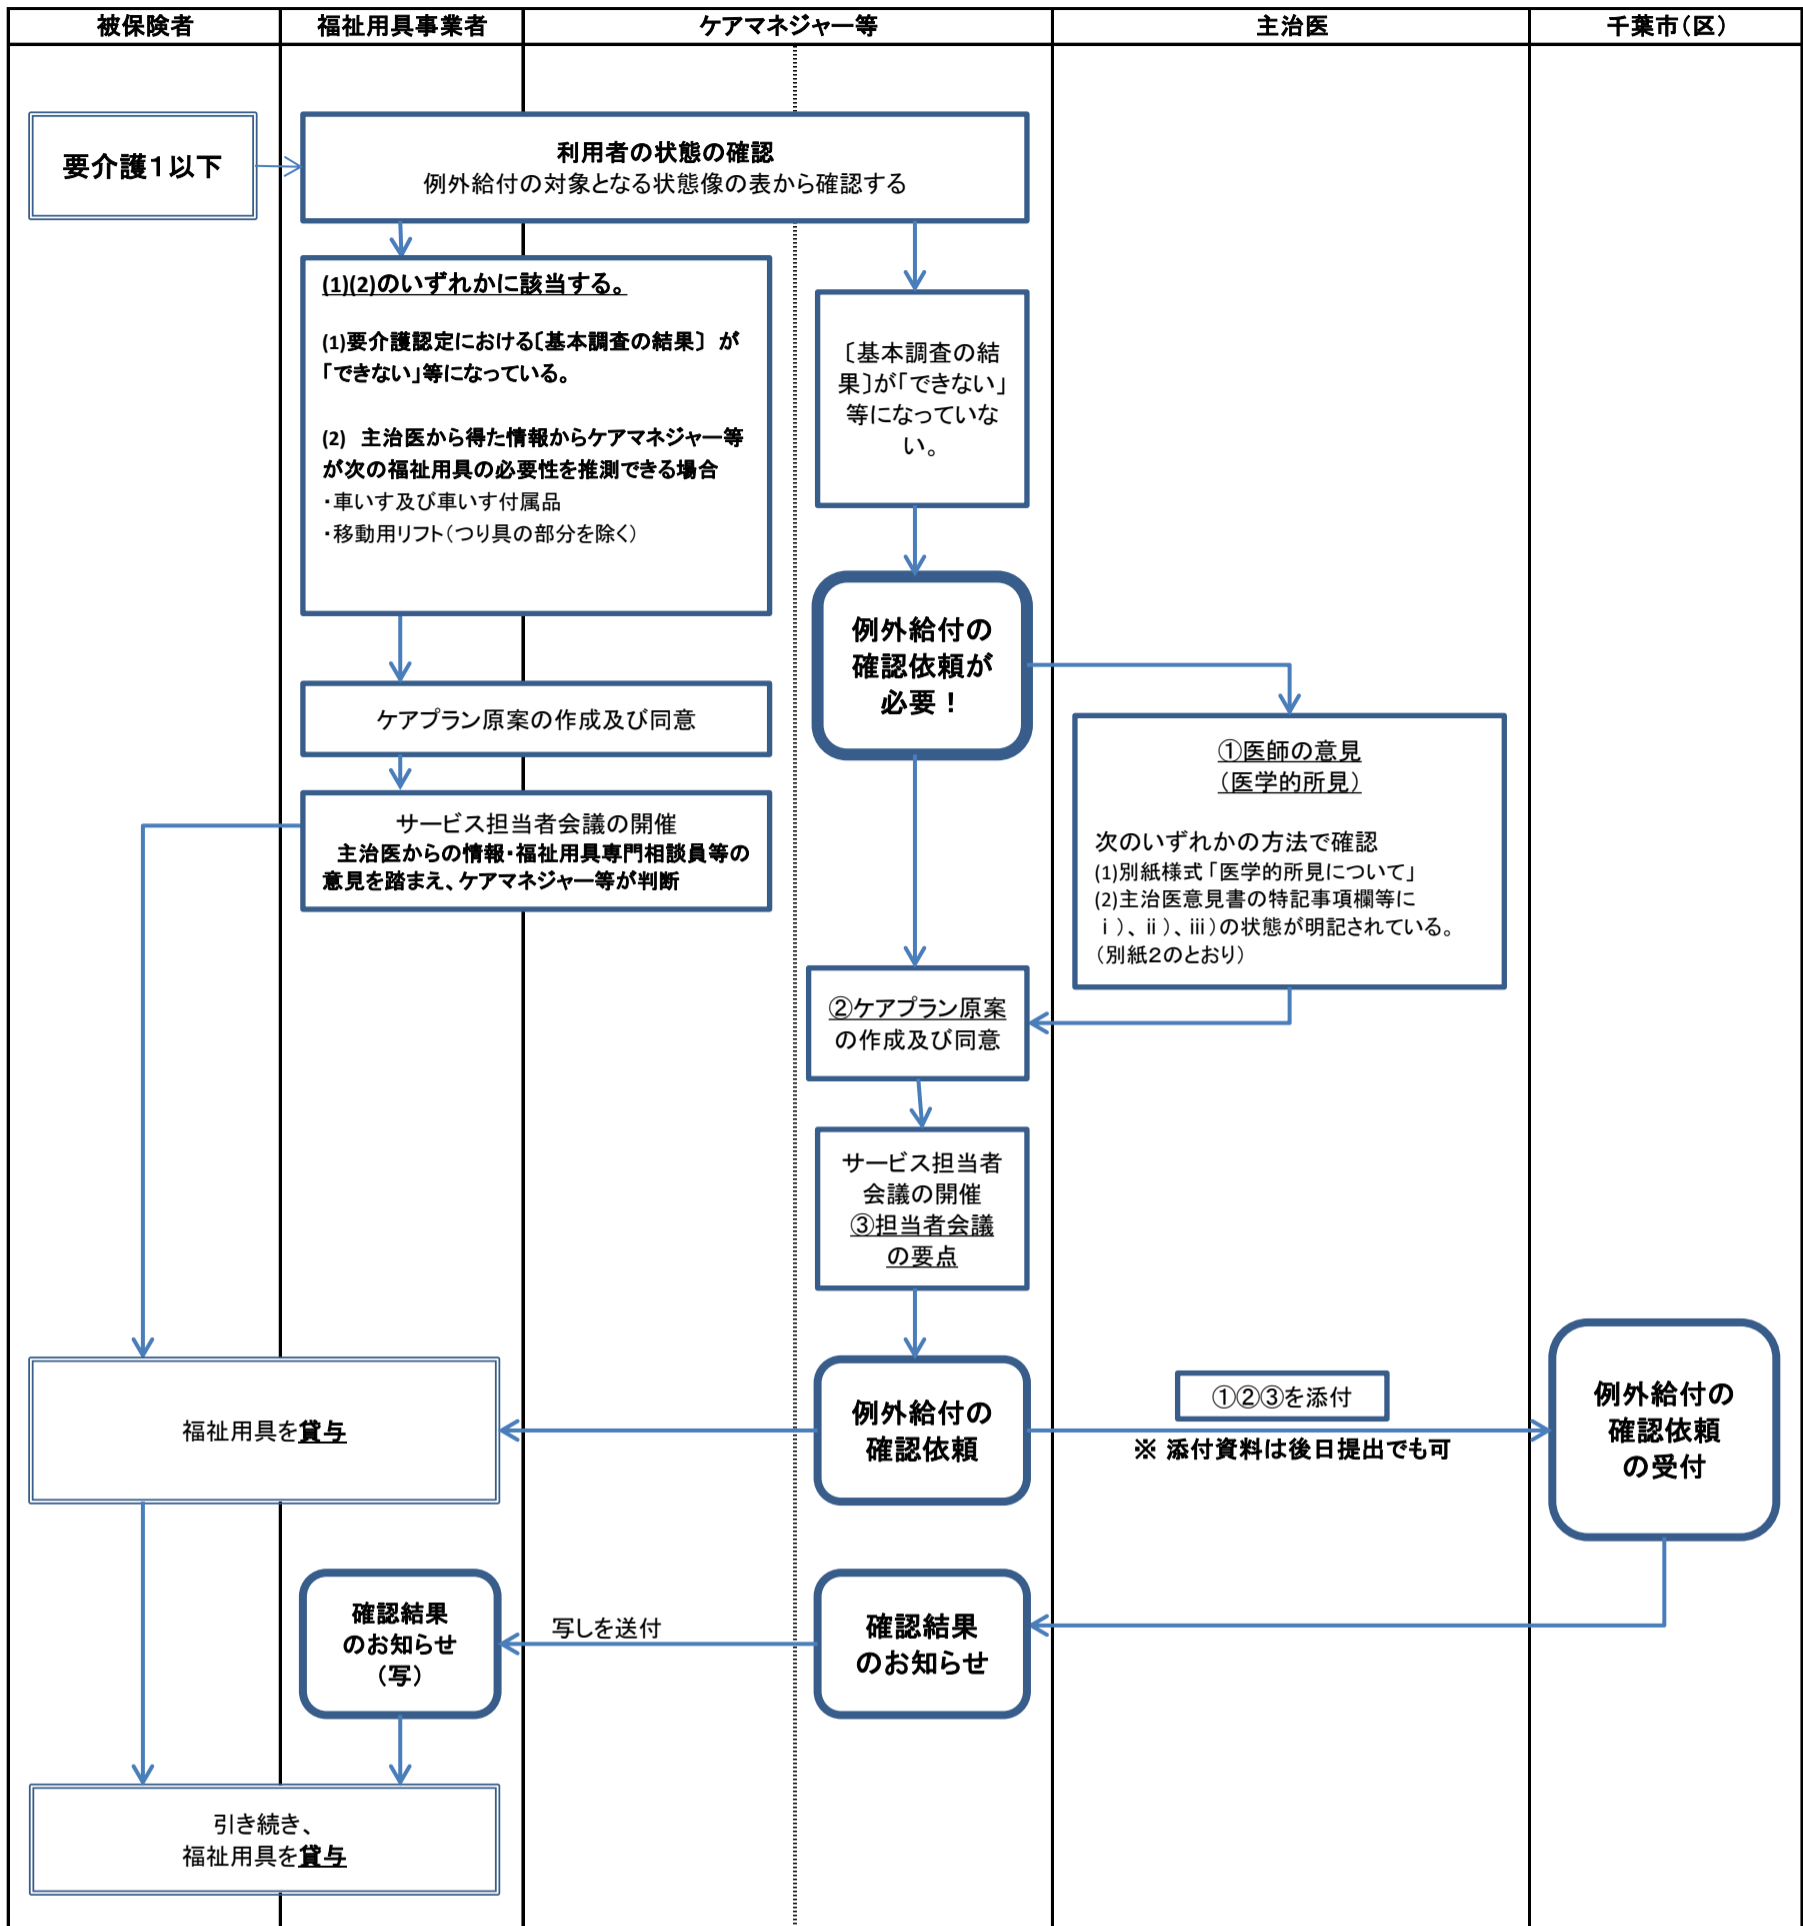 被保険者
福祉用具事業者
ケアマネジャー等
主治医
千葉市（区）
要介護１以下
利用者の状態の確認
例外給付の対象となる状態像の表から確認する
(1)(2)のいずれかに該当する。
(1)要介護認定における〔基本調査の結果〕 が
「できない」等になっている。
(2)　主治医から得た情報からケアマネジャー等
が次の福祉用具の必要性を推測できる場合
・車いす及び車いす付属品
・移動用リフト（つり具の部分を除く）
〔基本調査の結
果〕が「できない」
等になっていな
い。
例外給付の
確認依頼が
必要！
ケアプラン原案の作成及び同意
サービス担当者会議の開催
主治医からの情報・福祉用具専門相談員等の
意見を踏まえ、ケアマネジャー等が判断
①医師の意見
（医学的所見）
次のいずれかの方法で確認
(1)別紙様式「医学的所見について」
(2)主治医意見書の特記事項欄等に
ⅰ）、ⅱ）、ⅲ）の状態が明記されている。
（別紙２のとおり）
②ケアプラン原案
の作成及び同意
サービス担当者
会議の開催
③担当者会議
の要点
福祉用具を貸与
例外給付の
確認依頼
①②③を添付
※ 添付資料は後日提出でも可
例外給付の
確認依頼
の受付
確認結果
のお知らせ
（写）
写しを送付
確認結果
のお知らせ
引き続き、
福祉用具を貸与